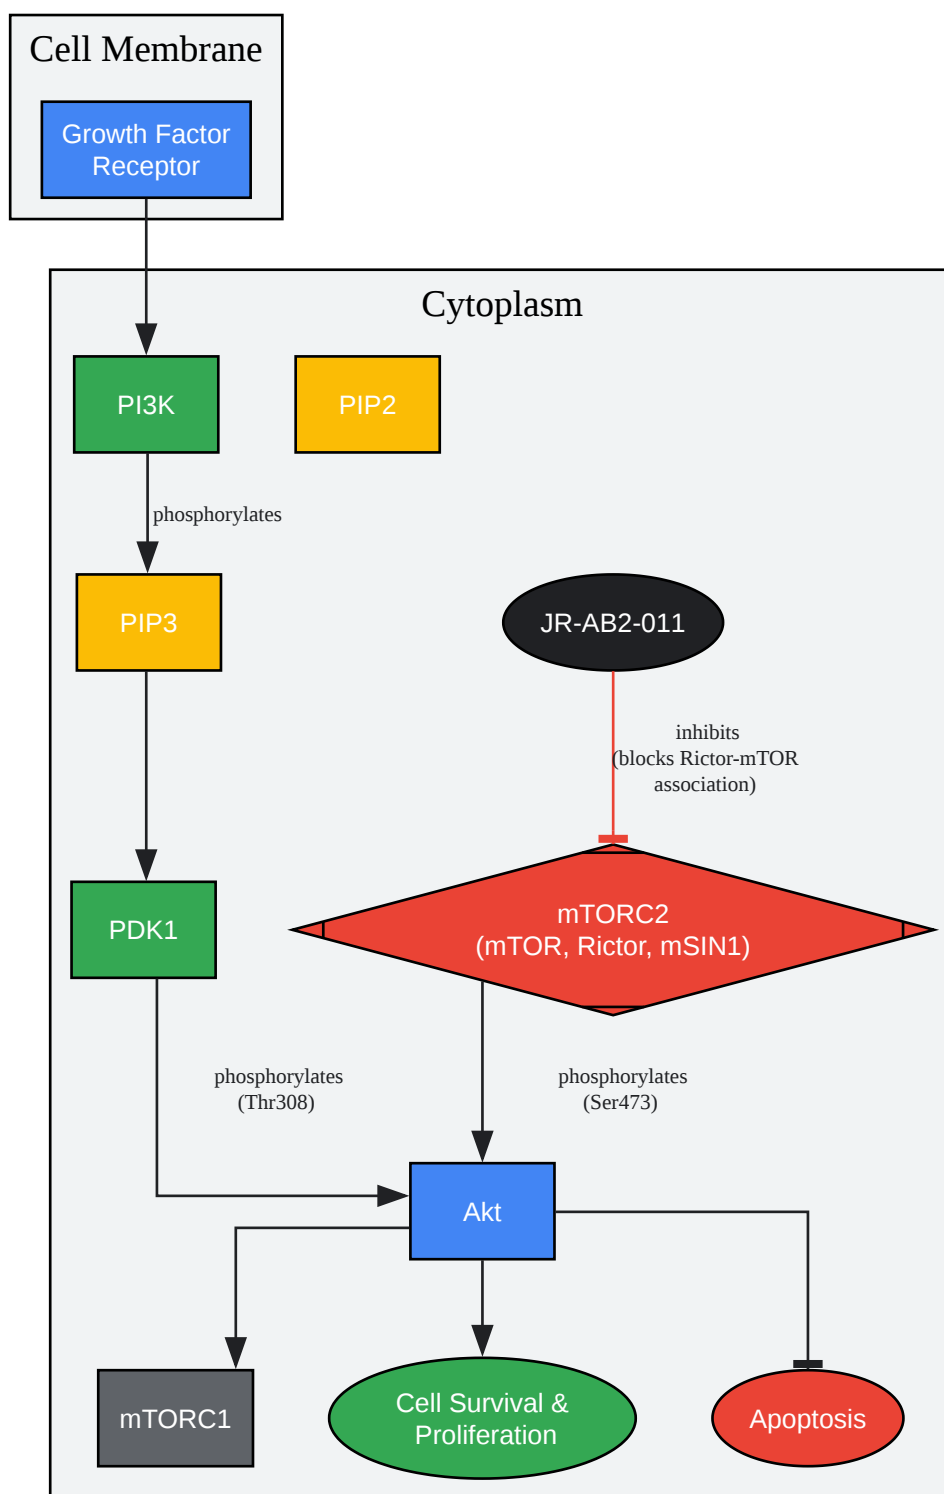 Cell Membrane
Growth Factor
Receptor
Cytoplasm
PI3K
PIP2
phosphorylates
PIP3
JR-AB2-011
inhibits
(blocks Rictor-mTOR
association)
PDK1
mTORC2
(mTOR, Rictor, mSIN1)
phosphorylates
(Thr308)
phosphorylates
(Ser473)
Akt
mTORC1
Cell Survival &
Proliferation
Apoptosis